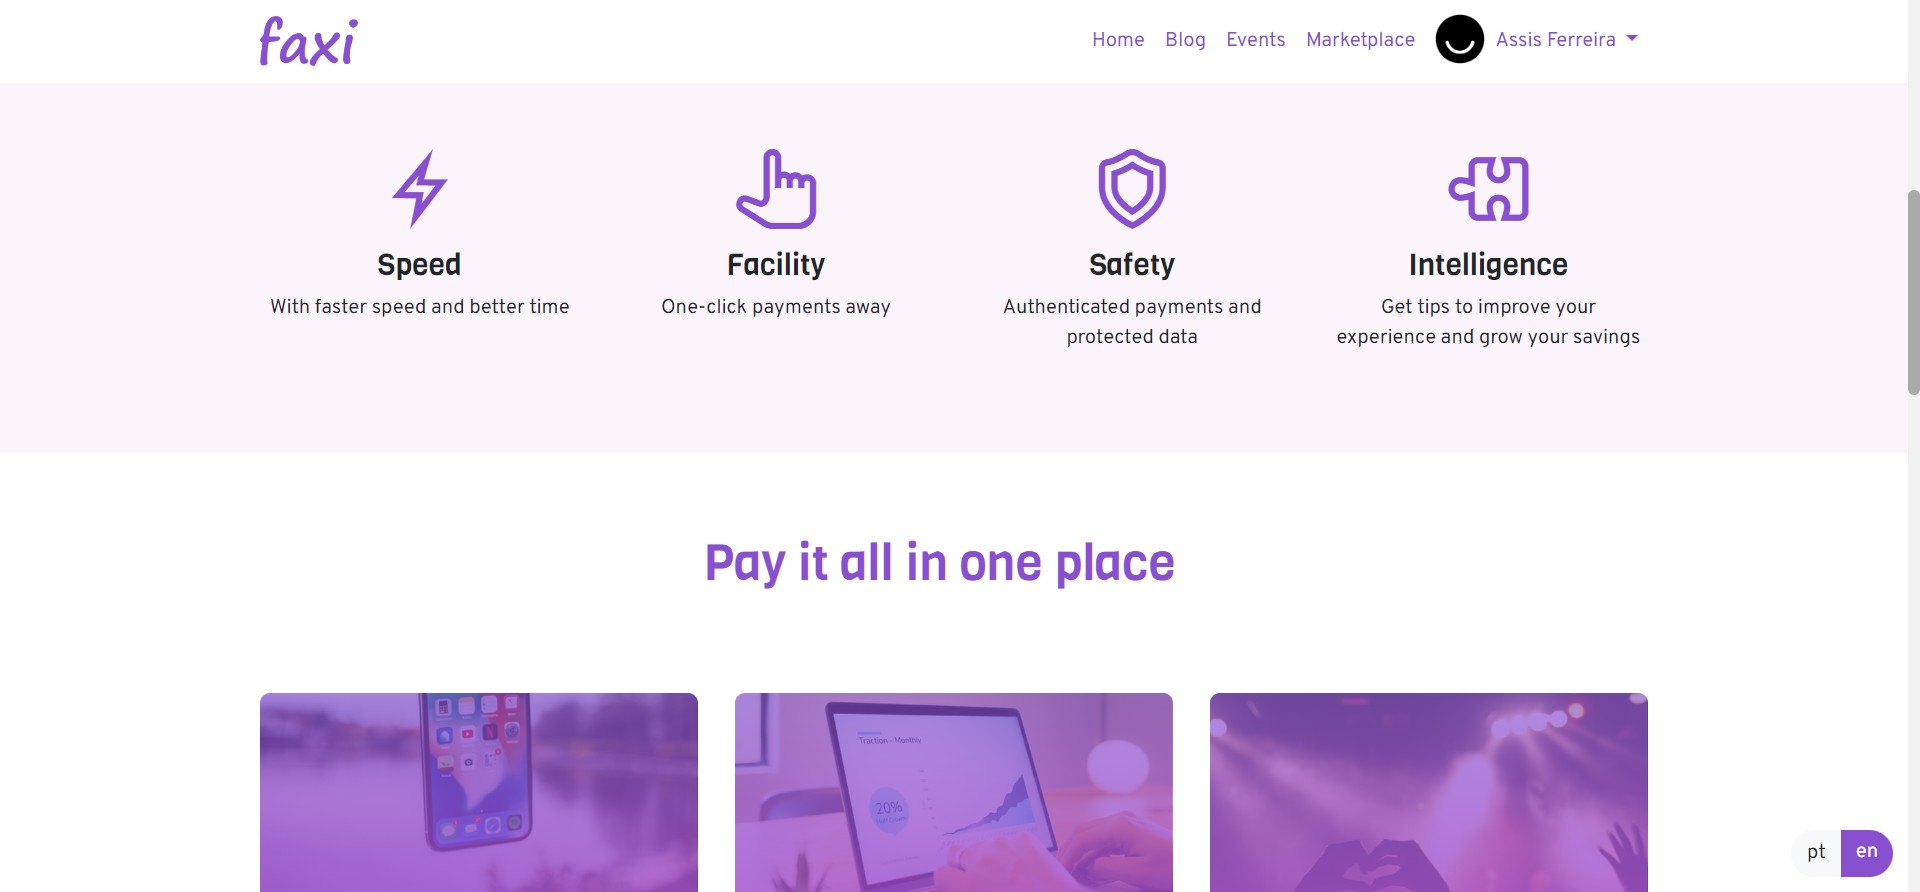 faxi
Home Blog Events Marketplace Assis Ferreira
Speed
With faster speed and better time
Facility
One-click payments away
Safety
Authenticated payments and
protected data
Intelligence
Get tips to improve your
experience and grow your savings
Pay it all in one place
Traction - Monthly
20%
pt en